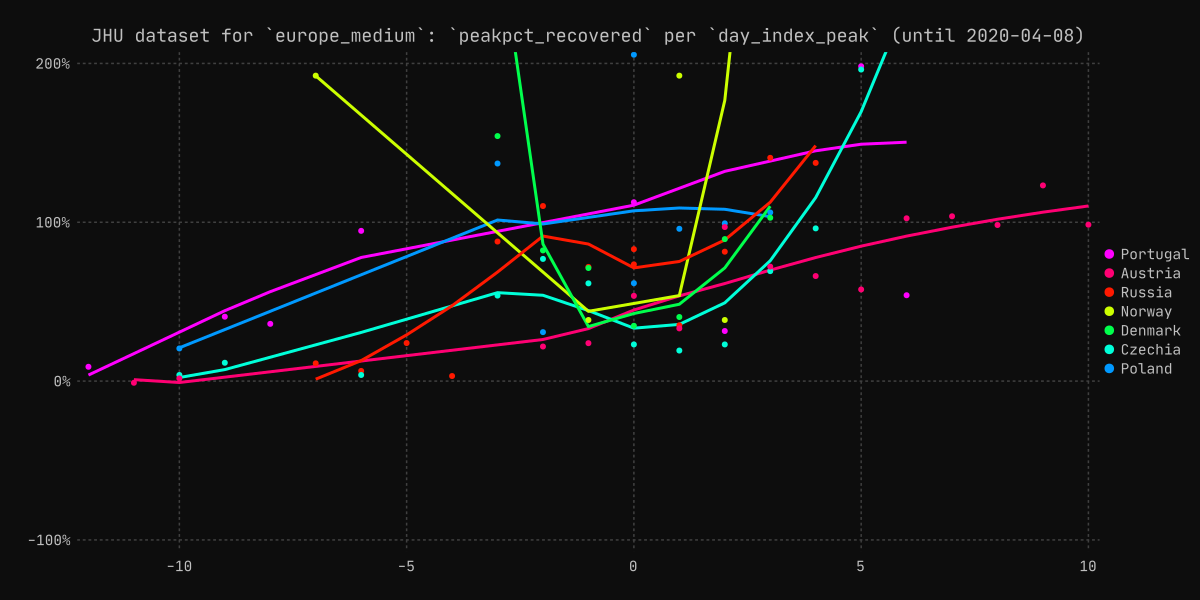 JHU dataset for `europe_medium`: `peakpct_recovered` per `day_index_peak` (until 2020-04-08)
200%
100%
0%
-100%
-10
-5
0
5
10
Portugal
Austria
Russia
Norway
Denmark
Czechia
Poland